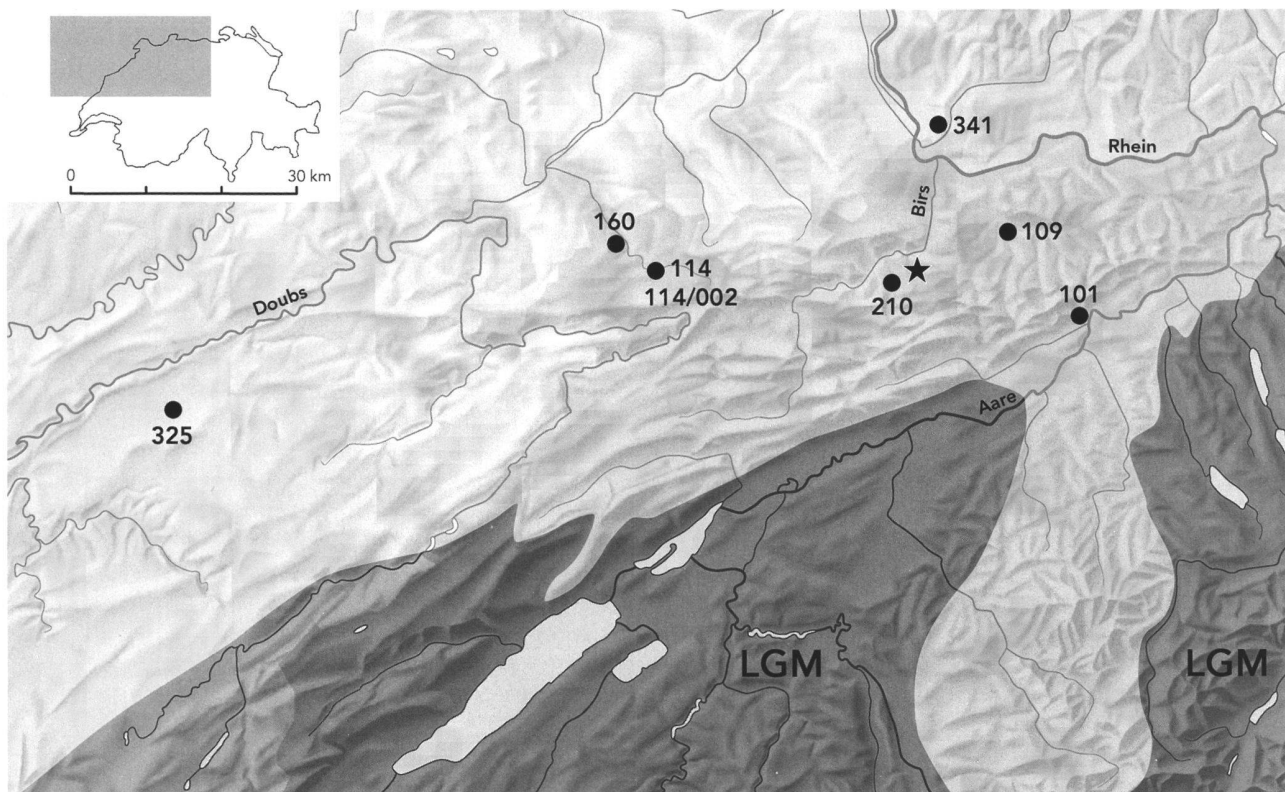 0 30 km
341
Rhein
Birs
160
109
114
114/002
Doubs
210
101
Aare
325
LGM
LGM